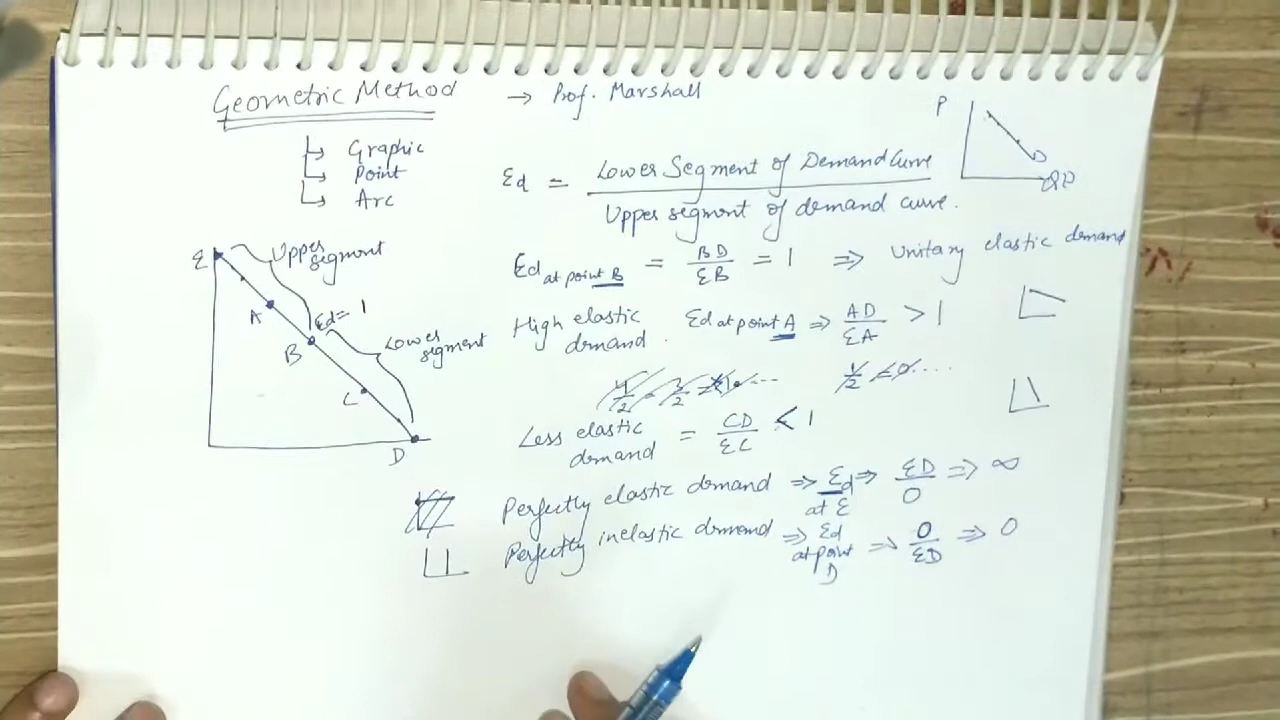 Geometric Method → Prof. Marshall
Graphic
Point
Arc
P
D
Ed = Lower Segment of Demand Curve
Upper segment of demand curve.
E
Upper segment
A
Ed = 1
B
Lower segment
C
D
Ed at point B = BD/EB = 1 ⇒ Unitary elastic demand
High elastic demand. Ed at point A ⇒ AD/EA > 1
Less elastic demand = CD/EC < 1
Perfectly elastic demand ⇒ Ed at E ⇒ ED/0 ⇒ ∞
Perfectly inelastic demand ⇒ Ed at point D ⇒ 0/ED ⇒ 0